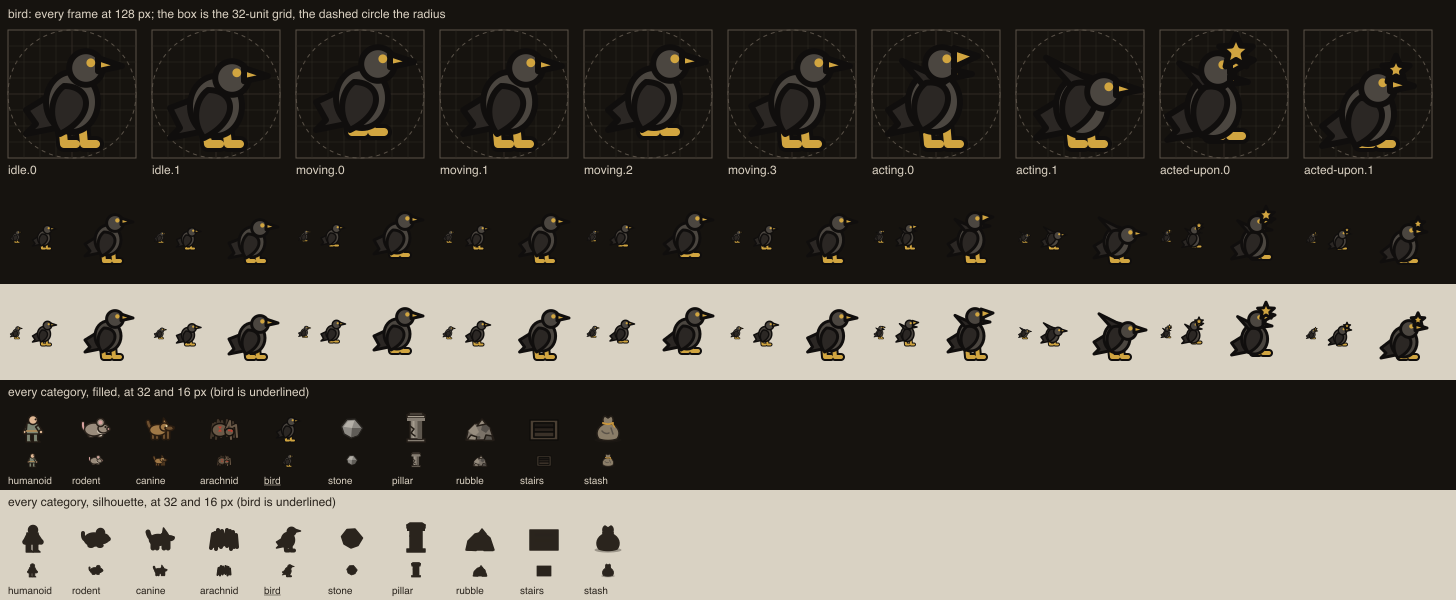 bird: every frame at 128 px; the box is the 32-unit grid, the dashed circle the radius
idle.0 idle.1 moving.0 moving.1 moving.2 moving.3 acting.0 acting.1 acted-upon.0 acted-upon.1
every category, filled, at 32 and 16 px (bird is underlined)
humanoid rodent canine arachnid bird stone pillar rubble stairs stash
every category, silhouette, at 32 and 16 px (bird is underlined)
humanoid rodent canine arachnid bird stone pillar rubble stairs stash